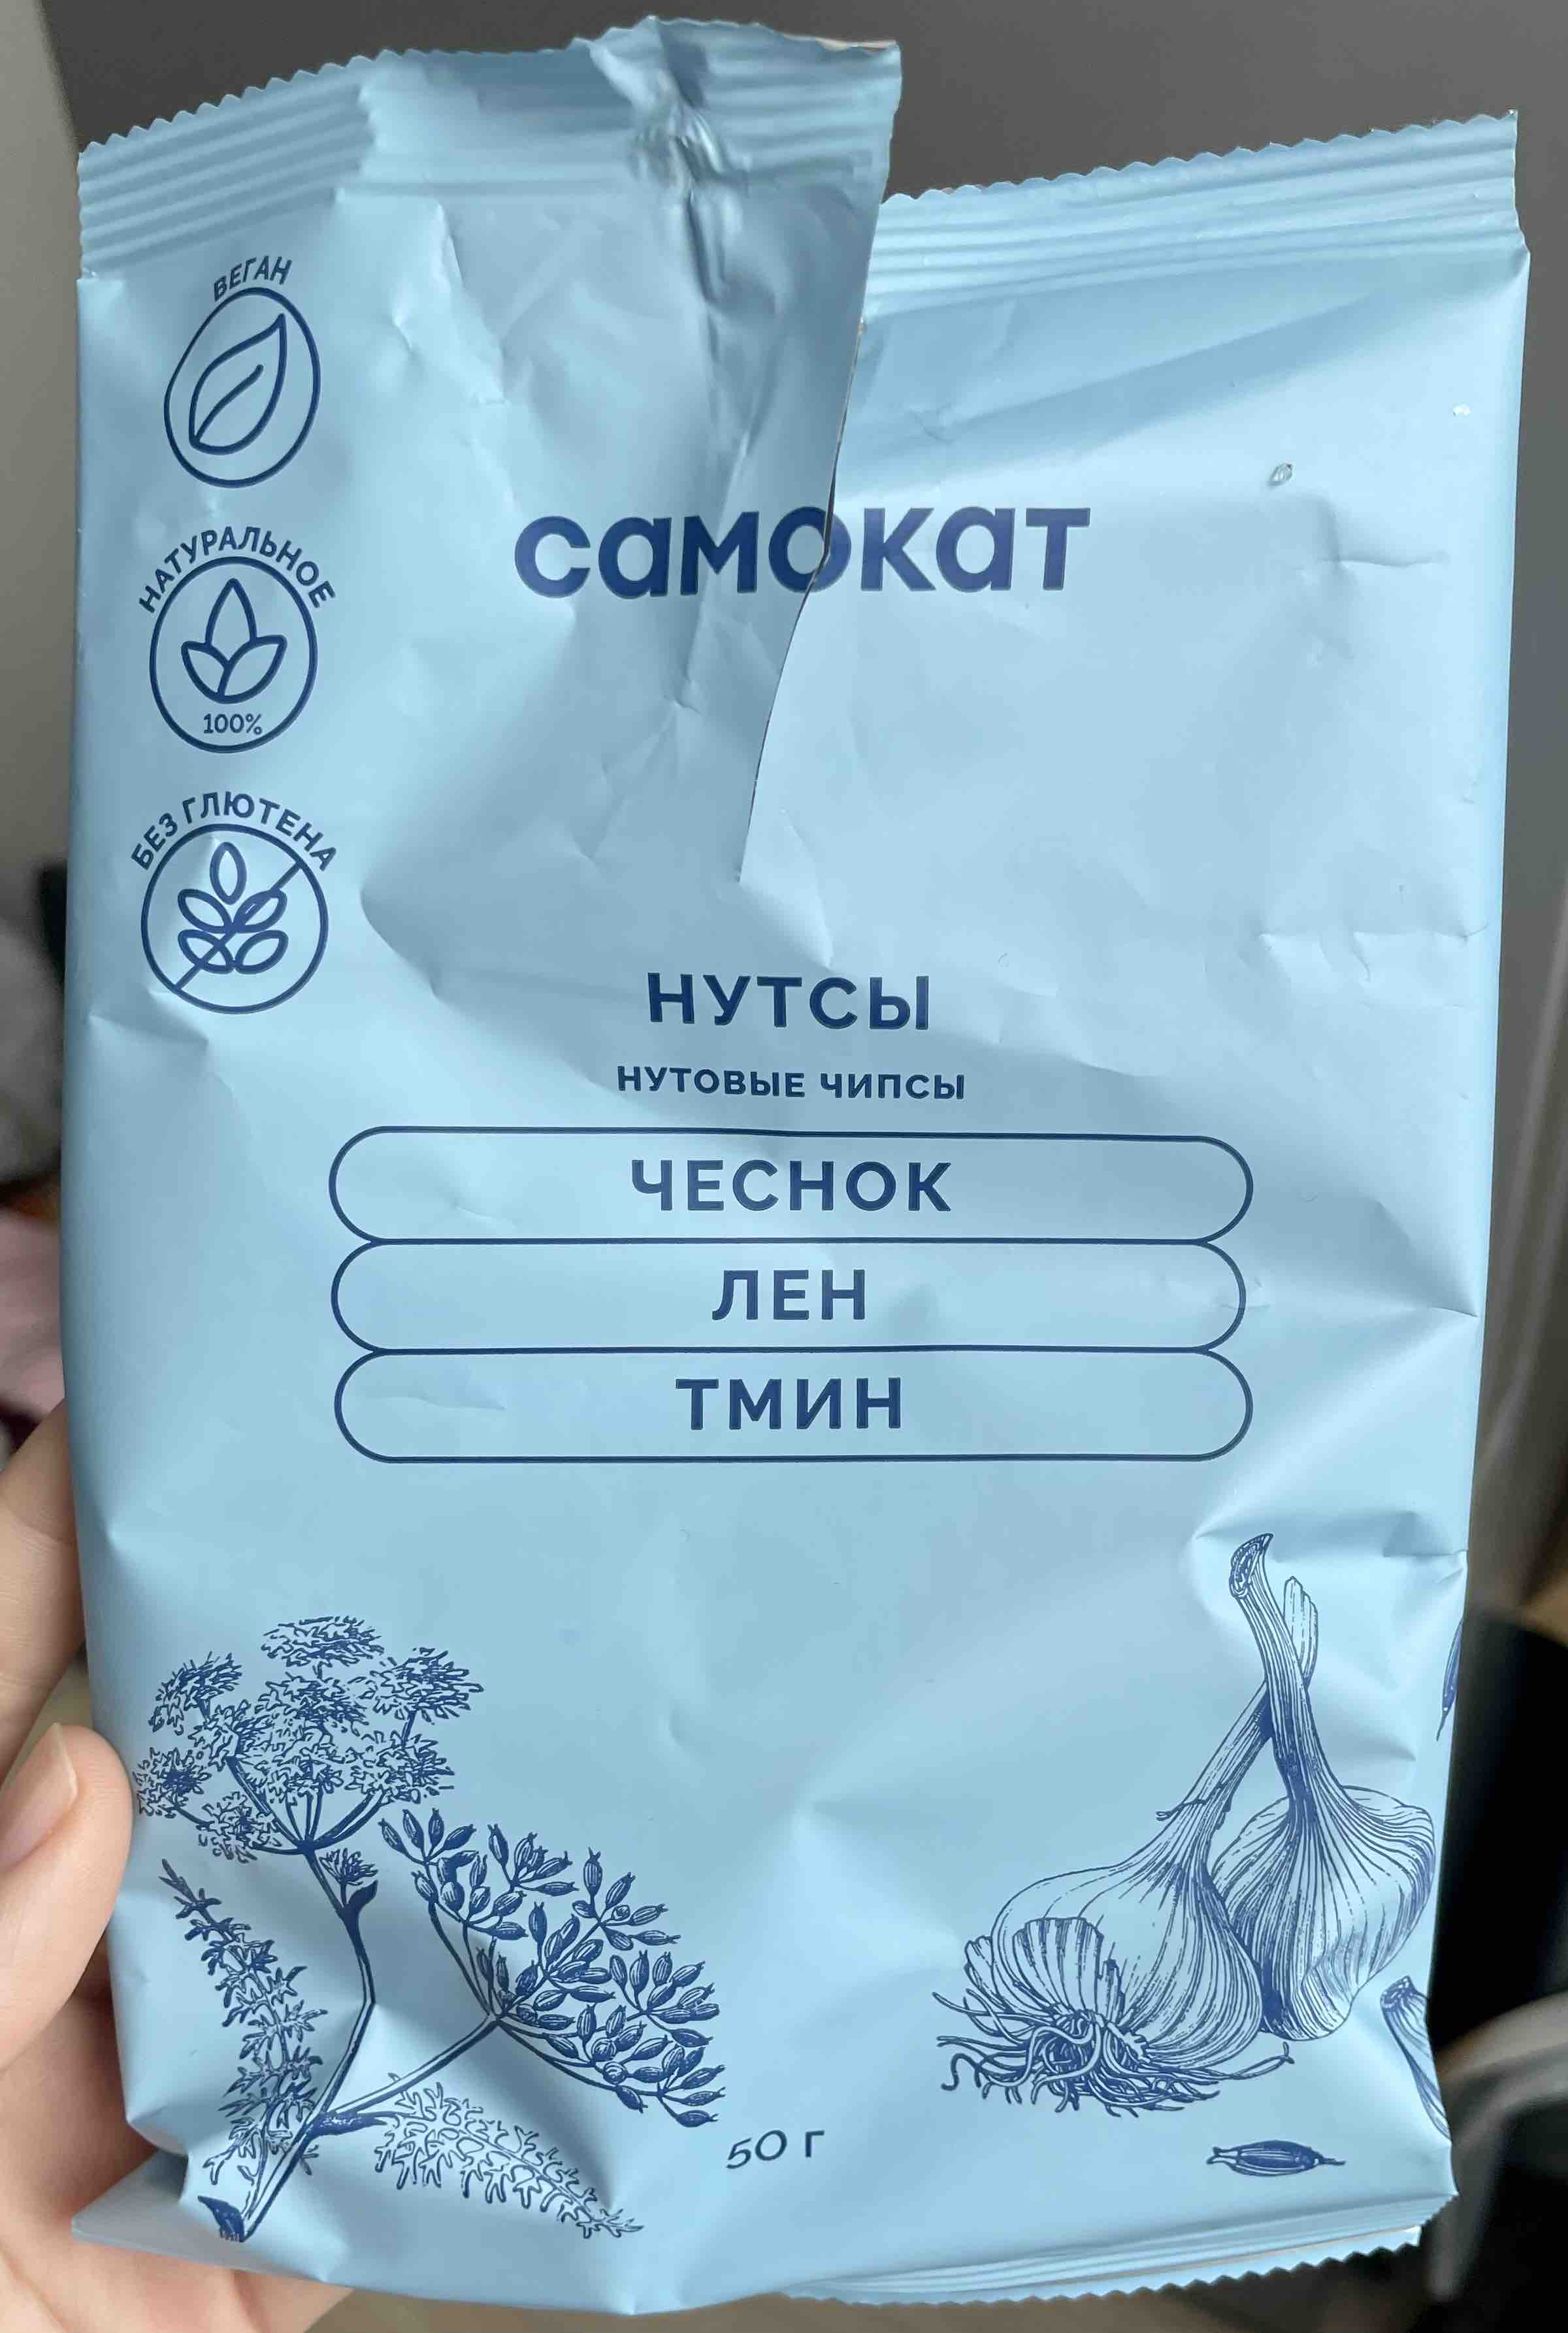 ВЕГАН
самокат
НАТУРАЛЬНОЕ
100%
БЕЗ ГЛЮТЕНА
НУТСЫ
НУТОВЫЕ ЧИПСЫ
ЧЕСНОК
ЛЕН
ТМИН
50 г